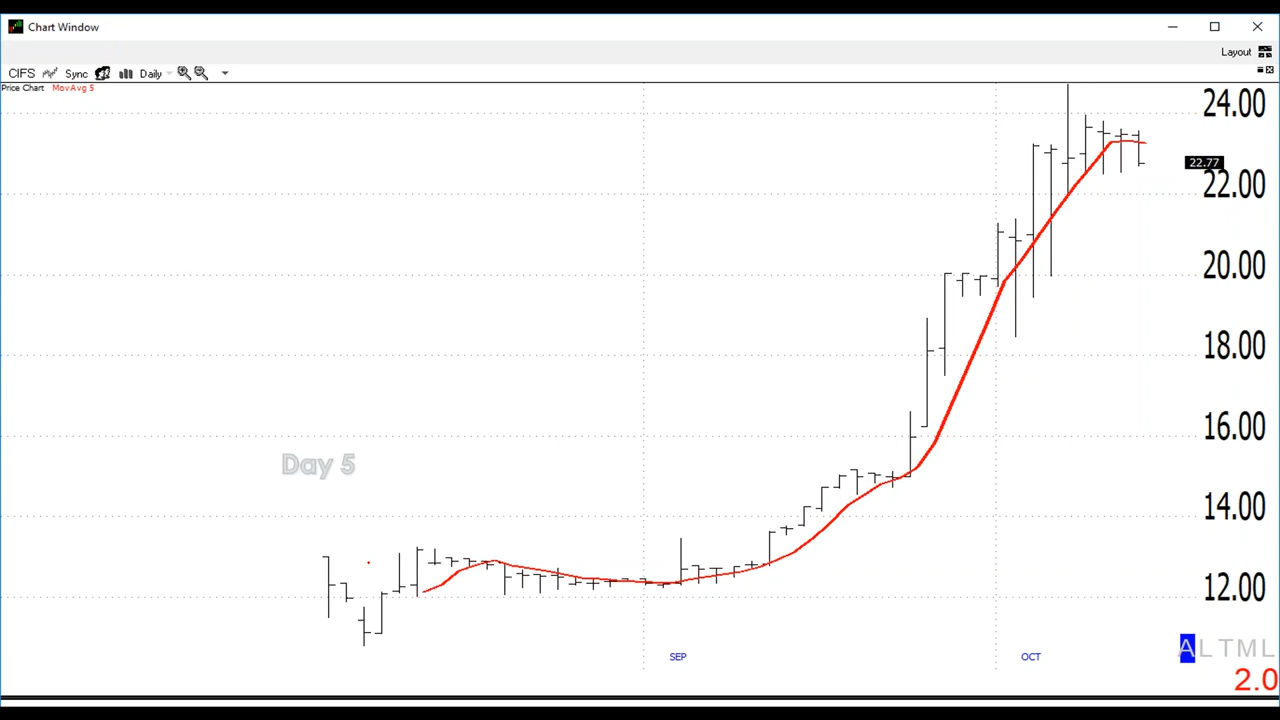 Chart Window
Layout
CIFS Sync Daily
Price Chart MovAvg 5
24.00
22.77
22.00
20.00
18.00
16.00
Day 5
14.00
12.00
A L T M L
SEP OCT
2.0